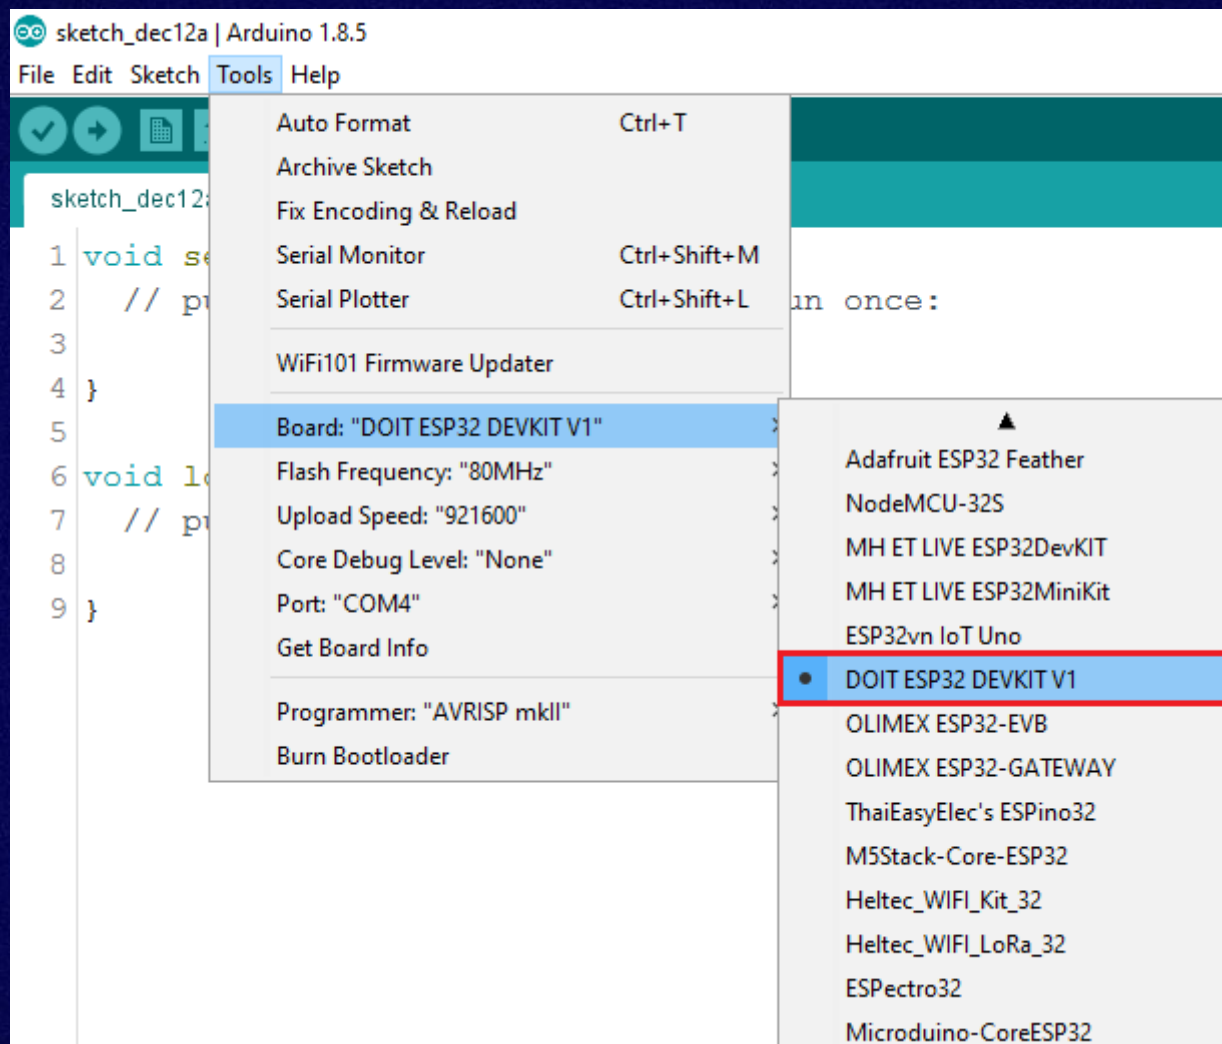 sketch_dec12a | Arduino 1.8.5
File Edit Sketch Tools Help
Auto Format Ctrl+T
Archive Sketch
sketch_dec12a
Fix Encoding & Reload
1 void se
Serial Monitor Ctrl+Shift+M
2 // pu
Serial Plotter Ctrl+Shift+L
un once:
3
WiFi101 Firmware Updater
4 }
Board: "DOIT ESP32 DEVKIT V1"
5
Flash Frequency: "80MHz"
6 void lo
Upload Speed: "921600"
7 // pu
Core Debug Level: "None"
8
Port: "COM4"
9 }
Get Board Info
Programmer: "AVRISP mkII"
Burn Bootloader
Adafruit ESP32 Feather
NodeMCU-32S
MH ET LIVE ESP32DevKIT
MH ET LIVE ESP32MiniKit
ESP32vn IoT Uno
DOIT ESP32 DEVKIT V1
OLIMEX ESP32-EVB
OLIMEX ESP32-GATEWAY
ThaiEasyElec's ESPino32
M5Stack-Core-ESP32
Heltec_WIFI_Kit_32
Heltec_WIFI_LoRa_32
ESPectro32
Microduino-CoreESP32